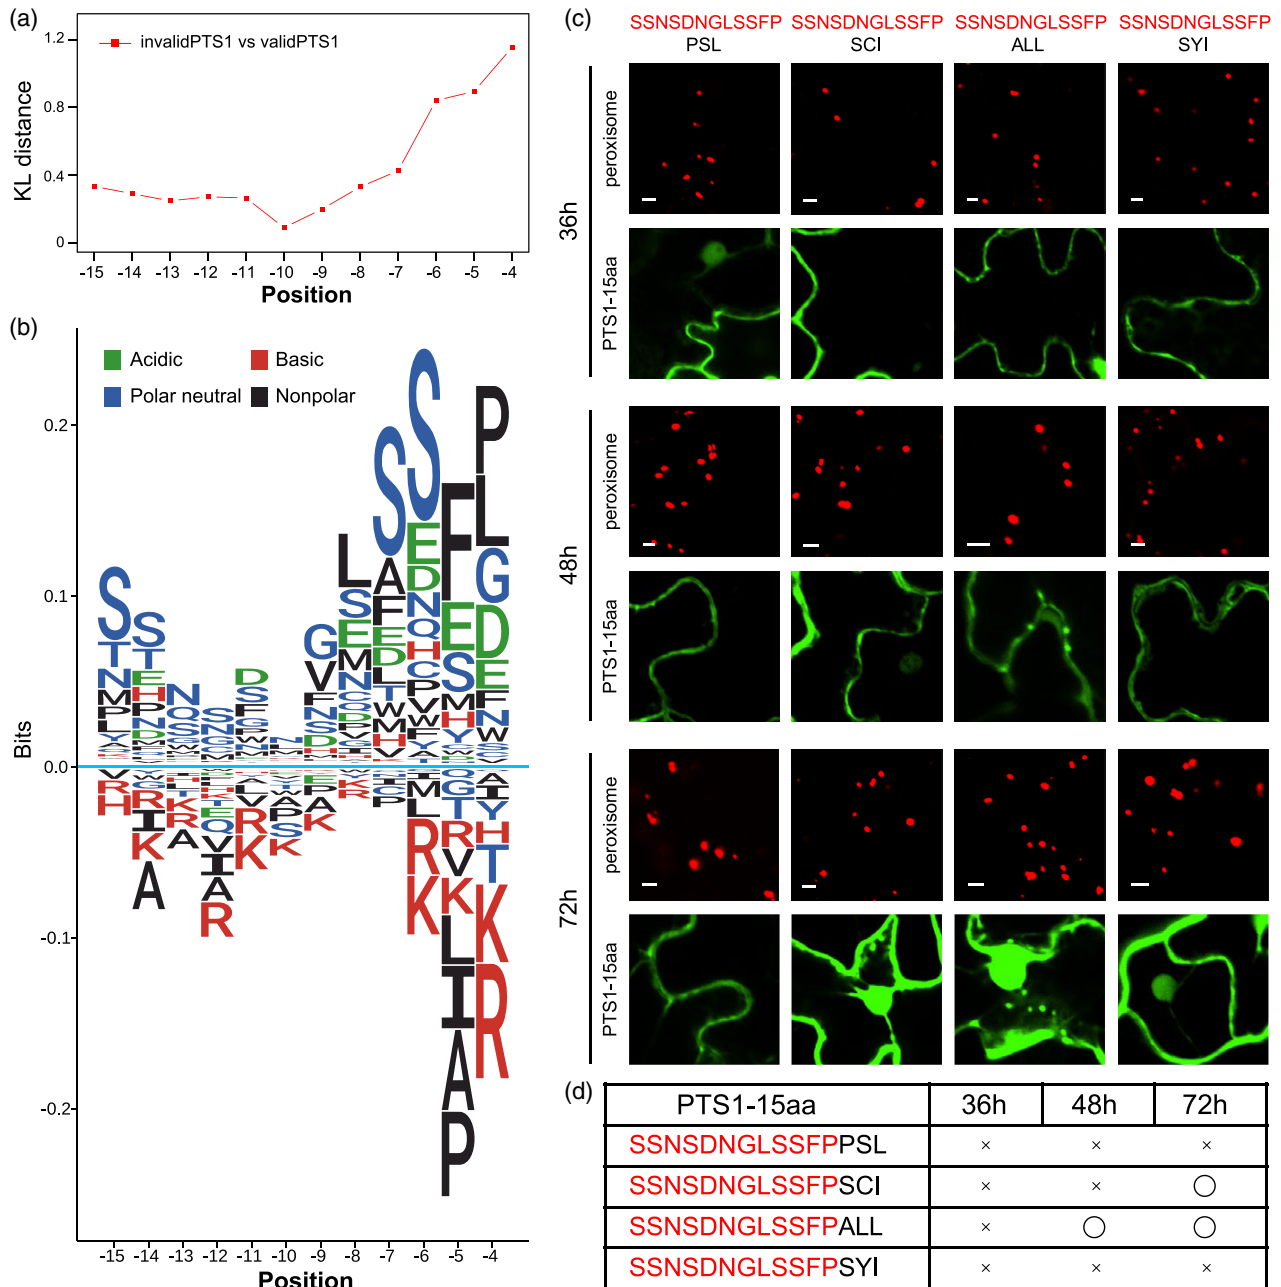 (a)
1.2
0.8
0.4
0
KL distance
invalidPTS1 vs validPTS1
-15 -14 -13 -12 -11 -10 -9 -8 -7 -6 -5 -4
Position
(b)
Acidic
Basic
Polar neutral
Nonpolar
0.2
0.1
0.0
-0.1
-0.2
Bits
-15 -14 -13 -12 -11 -10 -9 -8 -7 -6 -5 -4
Position
(c)
SSNSDNGLSSFP SSNSDNGLSSFP SSNSDNGLSSFP SSNSDNGLSSFP
PSL SCI ALL SYI
36h
peroxisome
PTS1-15aa
48h
peroxisome
PTS1-15aa
72h
peroxisome
PTS1-15aa
(d)
PTS1-15aa 36h 48h 72h
SSNSDNGLSSFPPSL × × ×
SSNSDNGLSSFPSCI × × ○
SSNSDNGLSSFPALL × ○ ○
SSNSDNGLSSFPSYI × × ×